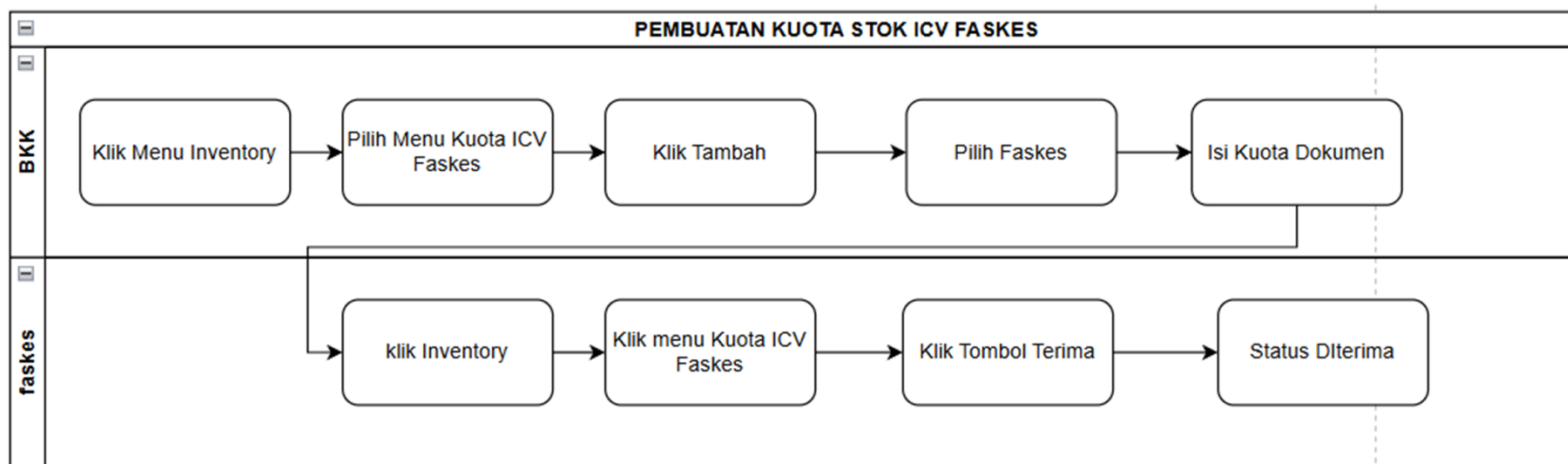 PEMBUATAN KUOTA STOK ICV FASKES
BKK
Klik Menu Inventory
Pilih Menu Kuota ICV
Faskes
Klik Tambah
Pilih Faskes
Isi Kuota Dokumen
faskes
klik Inventory
Klik menu Kuota ICV
Faskes
Klik Tombol Terima
Status DIterima